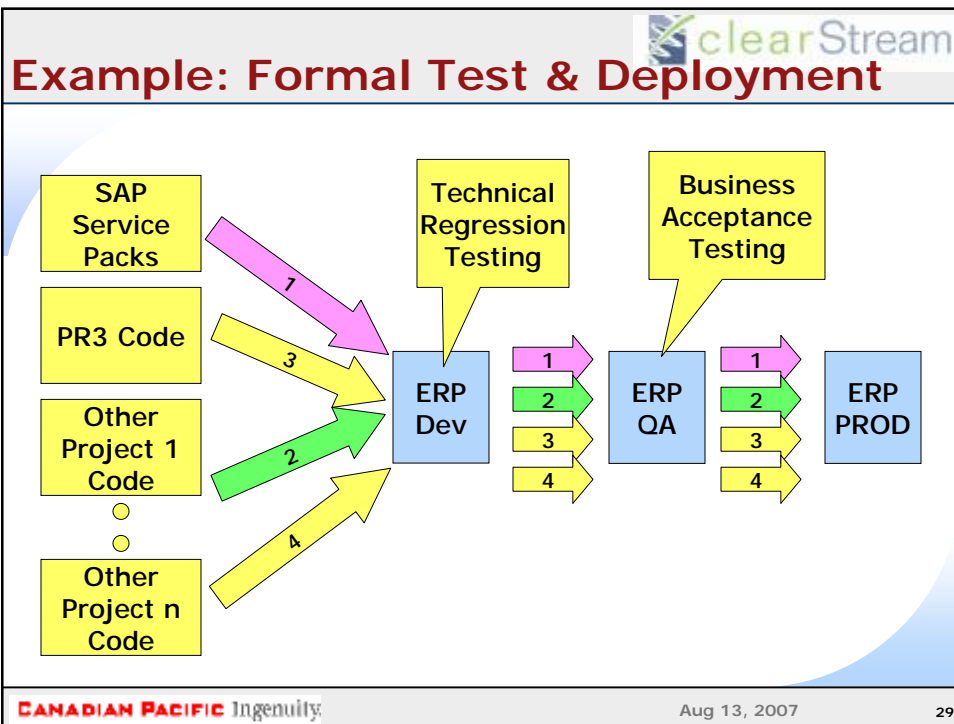 clearStream
Example: Formal Test & Deployment
SAP
Service
Packs
PR3 Code
Other
Project 1
Code
Other
Project n
Code
1
3
2
4
Technical
Regression
Testing
Business
Acceptance
Testing
ERP
Dev
1
2
3
4
ERP
QA
1
2
3
4
ERP
PROD
CANADIAN PACIFIC Ingenuity.
Aug 13, 2007
29